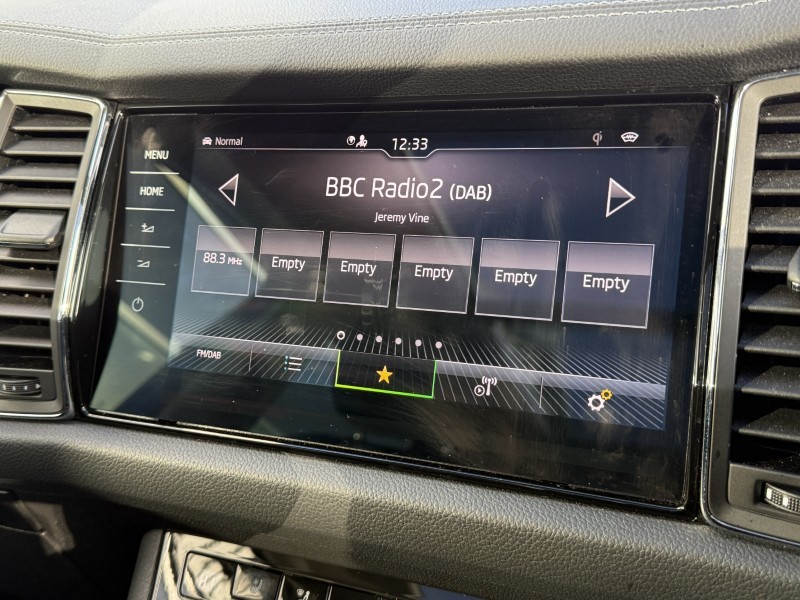 Normal
12:33
qi
MENU
BBC Radio2 (DAB)
HOME
Jeremy Vine
88.3 MHz
Empty
Empty
Empty
Empty
Empty
FM/DAB